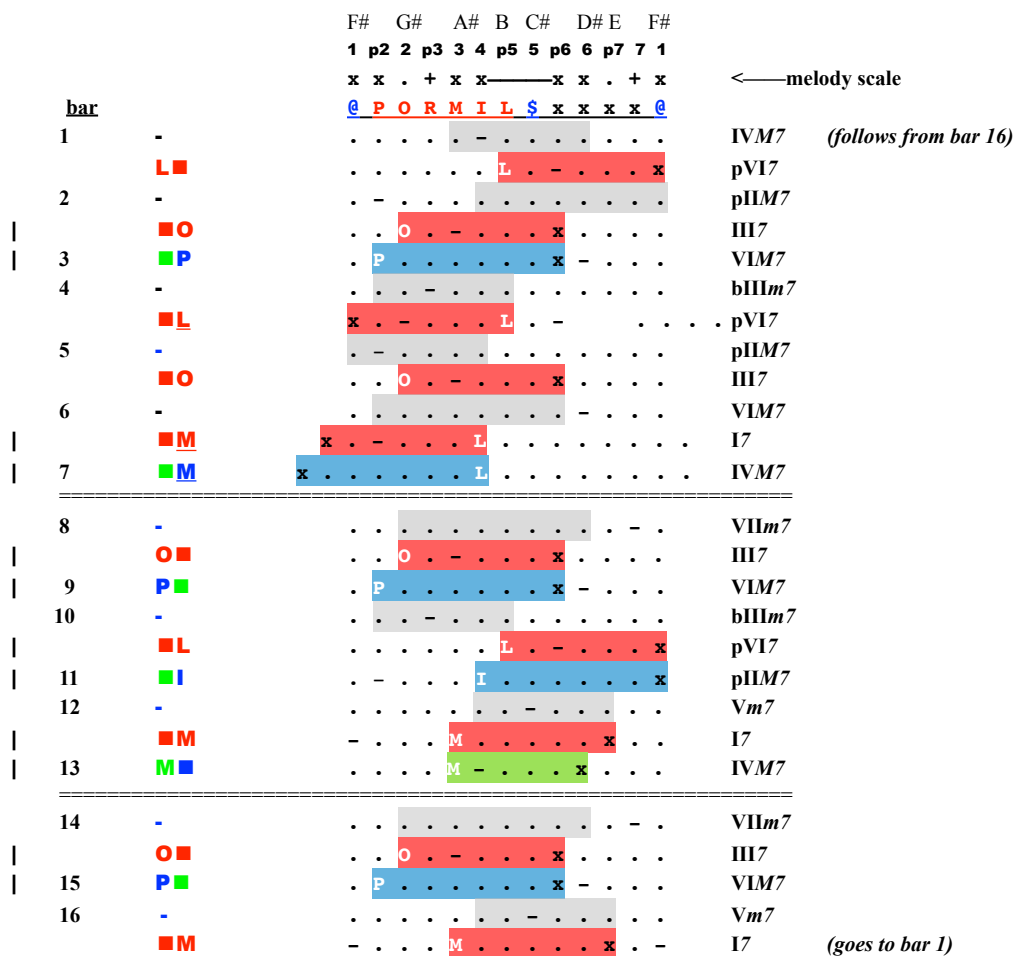 F# G# A# B C# D# E F#
1 p2 2 p3 3 4 p5 5 p6 6 p7 7 1
x x . + x x———x x . + x <——melody scale
bar @ P O R M I L $ x x x x @
1 - . . . . . – . . . . . . . IVM7 (follows from bar 16)
L■ . . . . . . L . – . . . x pVI7
2 - . – . . . . . . . . . . . pIIM7
| ■O . . O . – . . . x . . . . III7
| 3 ■P . P . . . . . . x – . . . VIM7
4 - . . . – . . . . . . . . . bIIIm7
■L x . – . . . L . – . . . . pVI7
5 - . – . . . . . . . . . . . pIIM7
■O . . O . – . . . x . . . . III7
6 - . . . . . . . . . – . . . VIM7
| ■M x . – . . . L . . . . . . . . I7
| 7 ■M x . . . . . . L . . . . . . . . IVM7
==============================================================
8 - . . . . . . . . . . . – . VIIm7
| O■ . . O . – . . . x . . . . III7
| 9 P■ . P . . . . . . x – . . . VIM7
10 - . . . – . . . . . . . . . bIIIm7
| ■L . . . . . . L . – . . . x pVI7
| 11 ■I . – . . . I . . . . . . x pIIM7
12 - . . . . . . . – . . . . . Vm7
| ■M – . . . M . . . . . x . . I7
| 13 M■ . . . . M – . . . x . . . IVM7
==============================================================
14 - . . . . . . . . . . . – . VIIm7
| O■ . . O . – . . . x . . . . III7
| 15 P■ . P . . . . . . x – . . . VIM7
16 - . . . . . . . – . . . . . Vm7
■M – . . . M . . . . . x . – I7 (goes to bar 1)